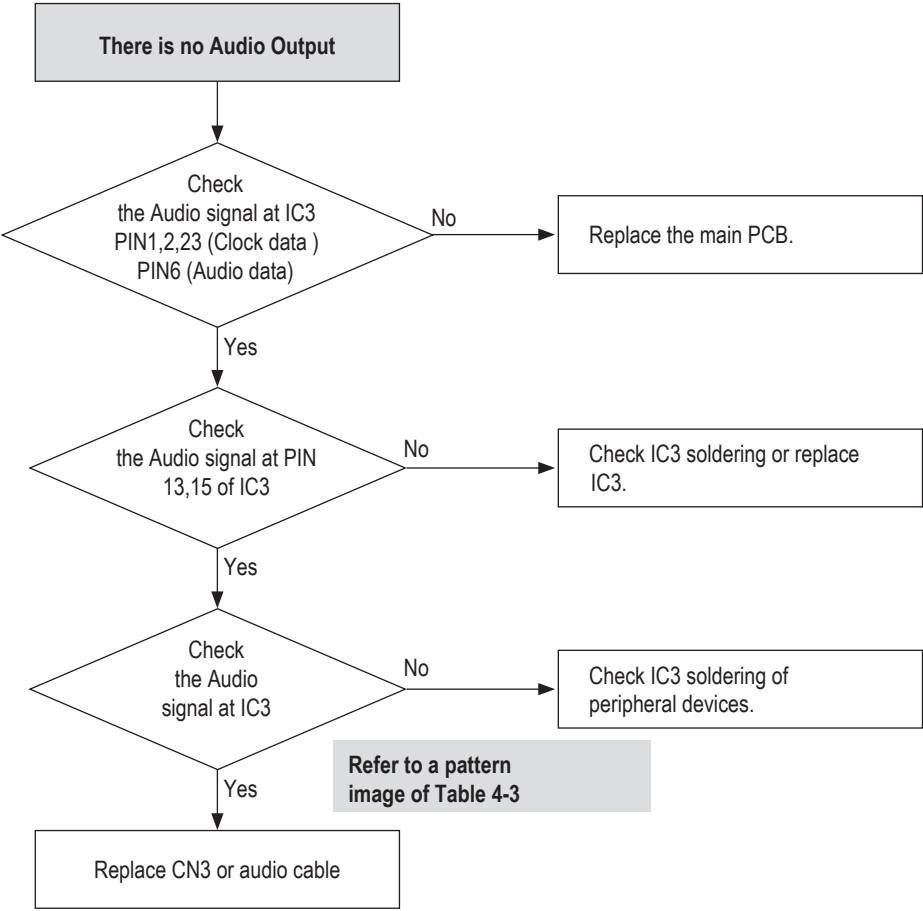 There is no Audio Output
Check
the Audio signal at IC3
PIN1,2,23 (Clock data )
PIN6 (Audio data)
No
Replace the main PCB.
Yes
Check
the Audio signal at PIN
13,15 of IC3
No
Check IC3 soldering or replace
IC3.
Yes
Check
the Audio
signal at IC3
No
Check IC3 soldering of
peripheral devices.
Refer to a pattern
image of Table 4-3
Yes
Replace CN3 or audio cable